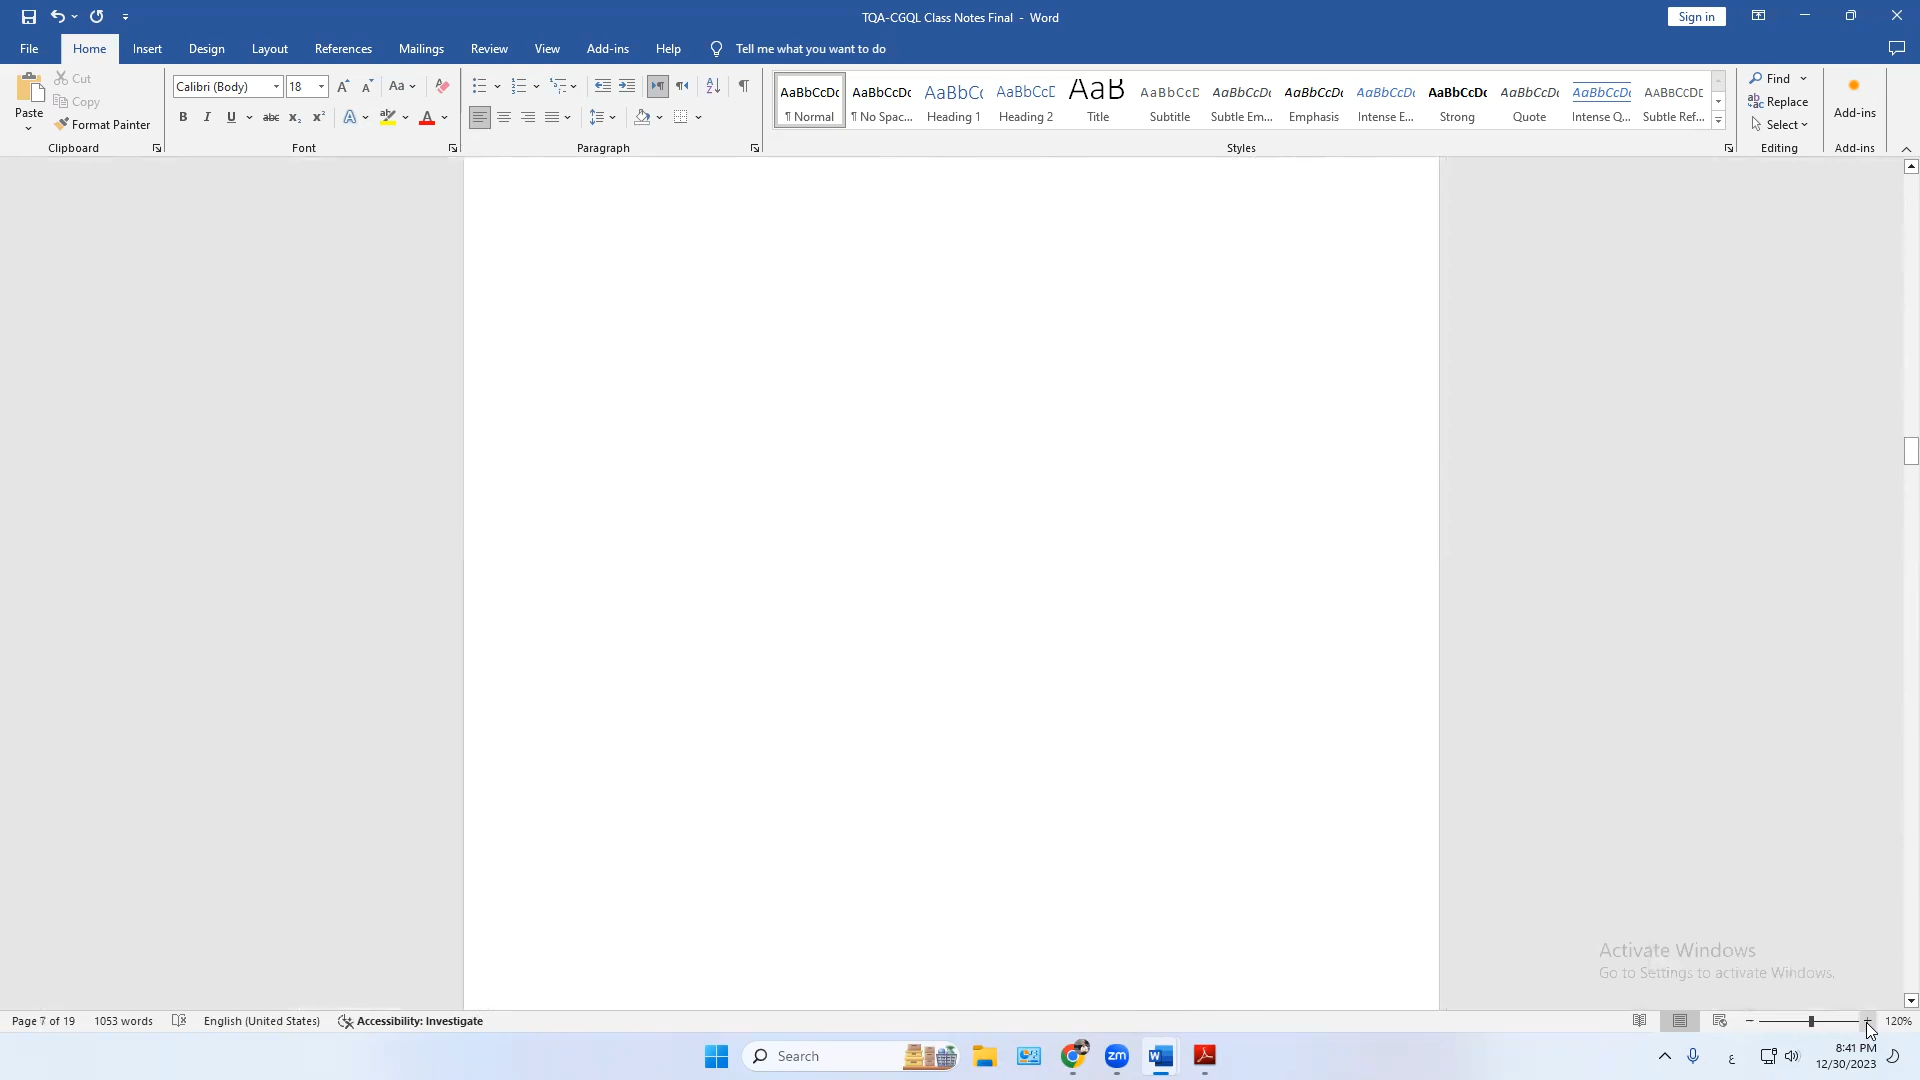 TQA-CGQL Class Notes Final - Word
Sign in
File Home Insert Design Layout References Mailings Review View Add-ins Help Tell me what you want to do
Paste
Cut
Copy
Format Painter
Clipboard
Calibri (Body) 18
Font
Paragraph
AaBbCcDc AaBbCcDc AaBbCc AaBbCcC AaB AaBbCcD AaBbCcDc AaBbCcDc AaBbCcDc AaBbCcDc AaBbCcDc AaBbCcDc AABBCCDE
¶ Normal ¶ No Spac... Heading 1 Heading 2 Title Subtitle Subtle Em... Emphasis Intense E... Strong Quote Intense Q... Subtle Ref...
Styles
Find
Replace
Select
Editing
Add-ins
Add-ins
Activate Windows
Go to Settings to activate Windows.
Page 7 of 19 1053 words English (United States) Accessibility: Investigate 120%
Search
zm
ع
8:41 PM
12/30/2023